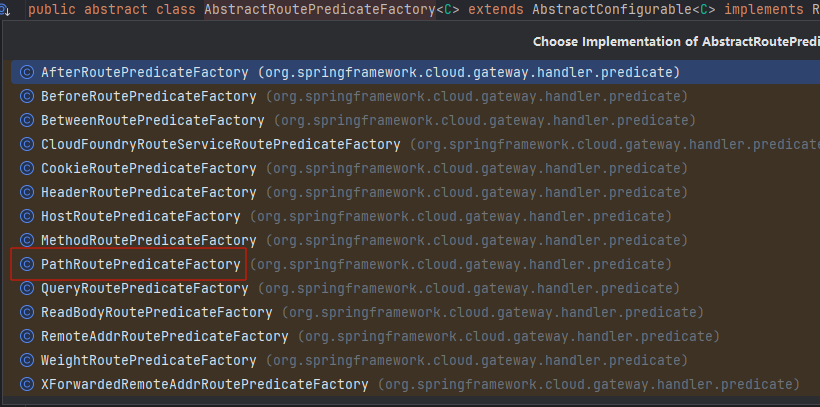 public abstract class AbstractRoutePredicateFactory<C> extends AbstractConfigurable<C> implements R
Choose Implementation of AbstractRoutePredi
AfterRoutePredicateFactory (org.springframework.cloud.gateway.handler.predicate)
BeforeRoutePredicateFactory (org.springframework.cloud.gateway.handler.predicate)
BetweenRoutePredicateFactory (org.springframework.cloud.gateway.handler.predicate)
CloudFoundryRouteServiceRoutePredicateFactory (org.springframework.cloud.gateway.handler.predicate
CookieRoutePredicateFactory (org.springframework.cloud.gateway.handler.predicate)
HeaderRoutePredicateFactory (org.springframework.cloud.gateway.handler.predicate)
HostRoutePredicateFactory (org.springframework.cloud.gateway.handler.predicate)
MethodRoutePredicateFactory (org.springframework.cloud.gateway.handler.predicate)
PathRoutePredicateFactory (org.springframework.cloud.gateway.handler.predicate)
QueryRoutePredicateFactory (org.springframework.cloud.gateway.handler.predicate)
ReadBodyRoutePredicateFactory (org.springframework.cloud.gateway.handler.predicate)
RemoteAddrRoutePredicateFactory (org.springframework.cloud.gateway.handler.predicate)
WeightRoutePredicateFactory (org.springframework.cloud.gateway.handler.predicate)
XForwardedRemoteAddrRoutePredicateFactory (org.springframework.cloud.gateway.handler.predicate)